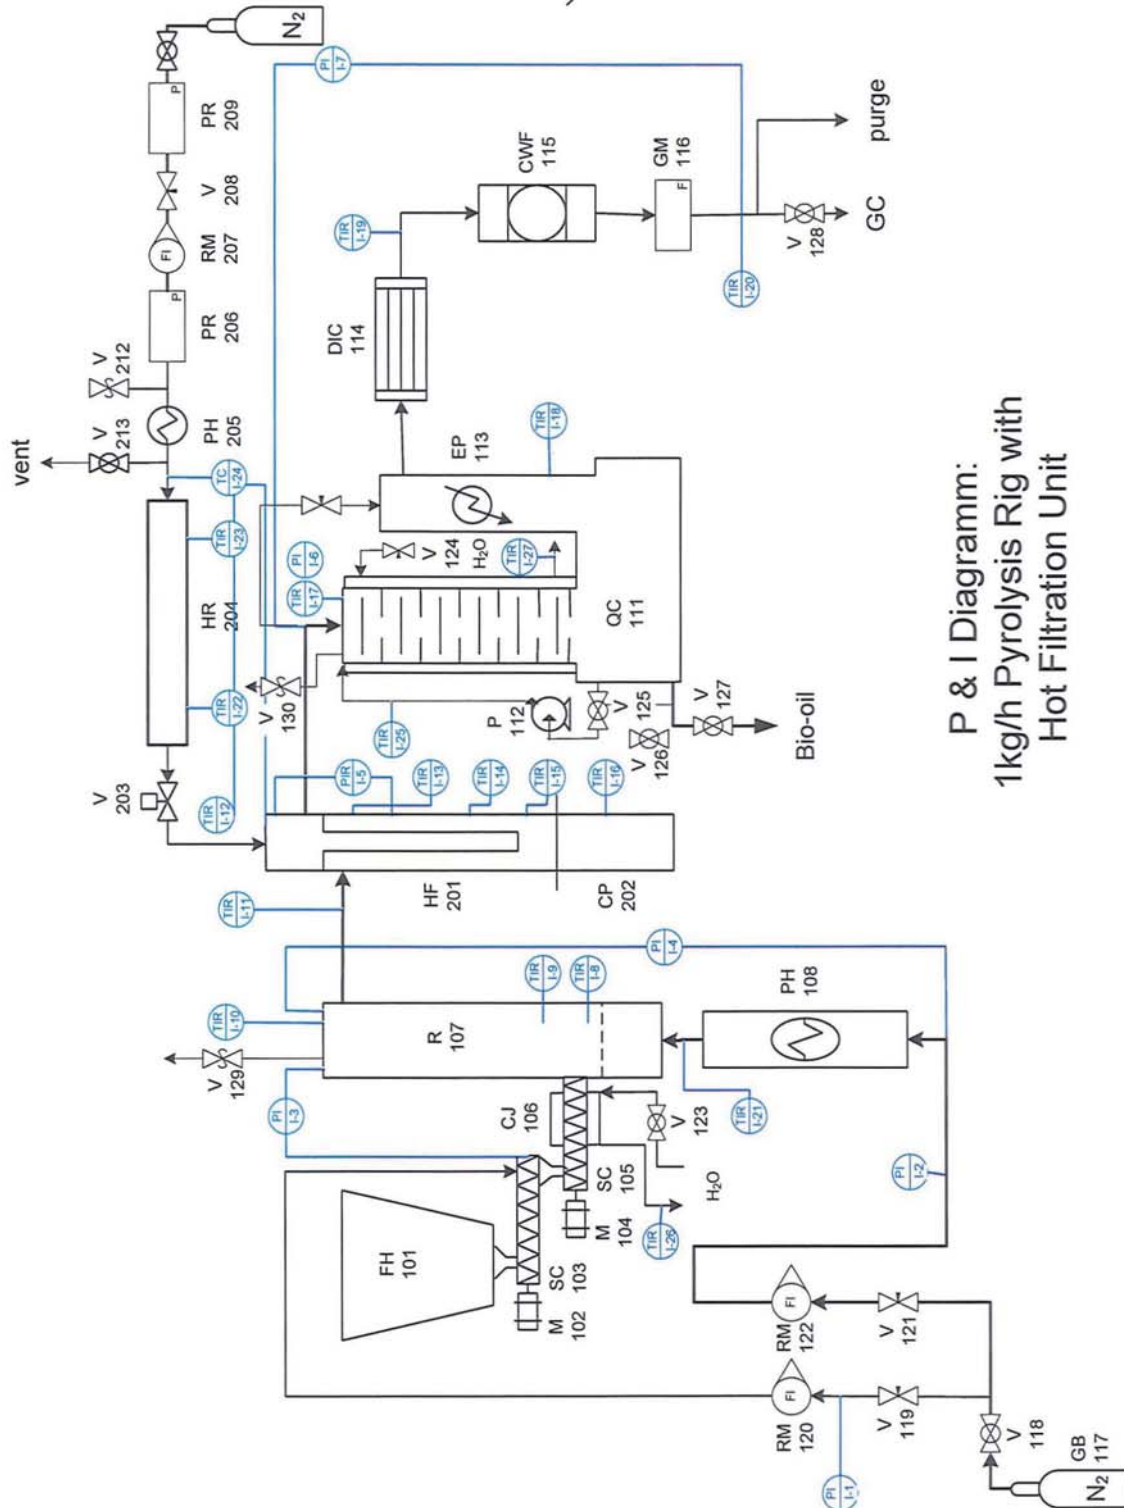 N₂
PR
209
P
V
208
RM
207
FI
PR
206
P
V
212
PH
205
V
213
vent
TC
I-24
TIR
I-23
HR
204
TIR
I-22
V
203
TIR
I-12
PI
I-7
CWF
115
GM
116
F
purge
V
128
GC
TIR
I-20
TIR
I-19
DIC
114
EP
113
TIR
I-18
V
124
H₂O
TIR
I-27
PI
I-6
TIR
I-17
QC
111
V
130
P
112
TIR
I-25
V
125
V
126
V
127
Bio-oil
PIR
I-5
TIR
I-13
TIR
I-14
TIR
I-15
TIR
I-16
HF
201
CP
202
TIR
I-11
TIR
I-10
TIR
I-9
TIR
I-8
PI
I-4
R
107
PH
108
V
129
PI
I-3
CJ
106
SC
105
M
104
V
123
H₂O
TIR
I-26
TIR
I-21
PI
I-2
FH
101
SC
103
M
102
RM
122
FI
V
121
RM
120
FI
V
119
PI
I-1
V
118
GB
117
N₂
P & I Diagramm:
1kg/h Pyrolysis Rig with
Hot Filtration Unit